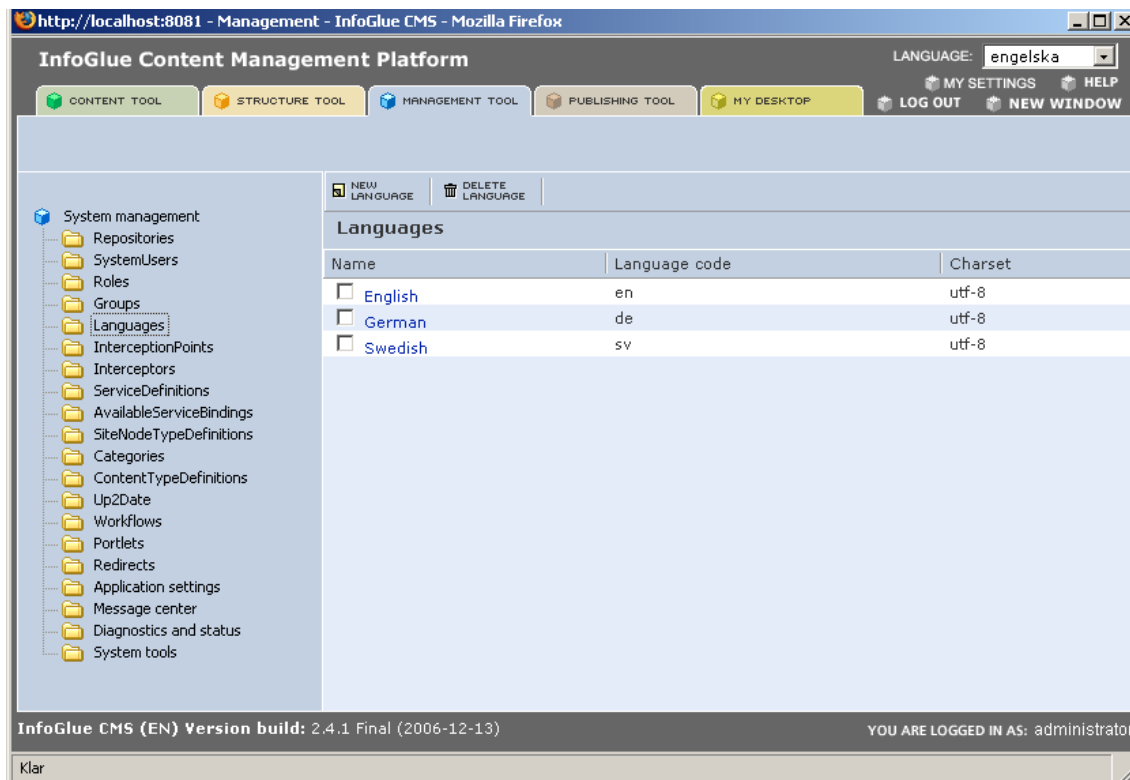 http://localhost:8081 - Management - InfoGlue CMS - Mozilla Firefox
InfoGlue Content Management Platform
LANGUAGE: engelska
MY SETTINGS HELP
LOG OUT NEW WINDOW
CONTENT TOOL STRUCTURE TOOL MANAGEMENT TOOL PUBLISHING TOOL MY DESKTOP
NEW LANGUAGE
DELETE LANGUAGE
System management
Repositories
SystemUsers
Roles
Groups
Languages
InterceptionPoints
Interceptors
ServiceDefinitions
AvailableServiceBindings
SiteNodeTypeDefinitions
Categories
ContentTypeDefinitions
Up2Date
Workflows
Portlets
Redirects
Application settings
Message center
Diagnostics and status
System tools
Languages
Name Language code Charset
English en utf-8
German de utf-8
Swedish sv utf-8
InfoGlue CMS (EN) Version build: 2.4.1 Final (2006-12-13)
YOU ARE LOGGED IN AS: administrator
Klar